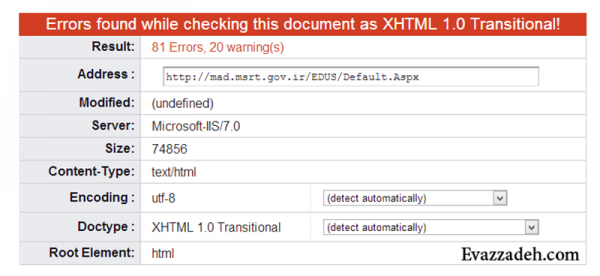 Errors found while checking this document as XHTML 1.0 Transitional!
Result: 81 Errors, 20 warning(s)
Address : http://mad.msrt.gov.ir/EDUS/Default.Aspx
Modified: (undefined)
Server: Microsoft-IIS/7.0
Size: 74856
Content-Type: text/html
Encoding : utf-8 (detect automatically)
Doctype : XHTML 1.0 Transitional (detect automatically)
Root Element: html
Evazzadeh.com